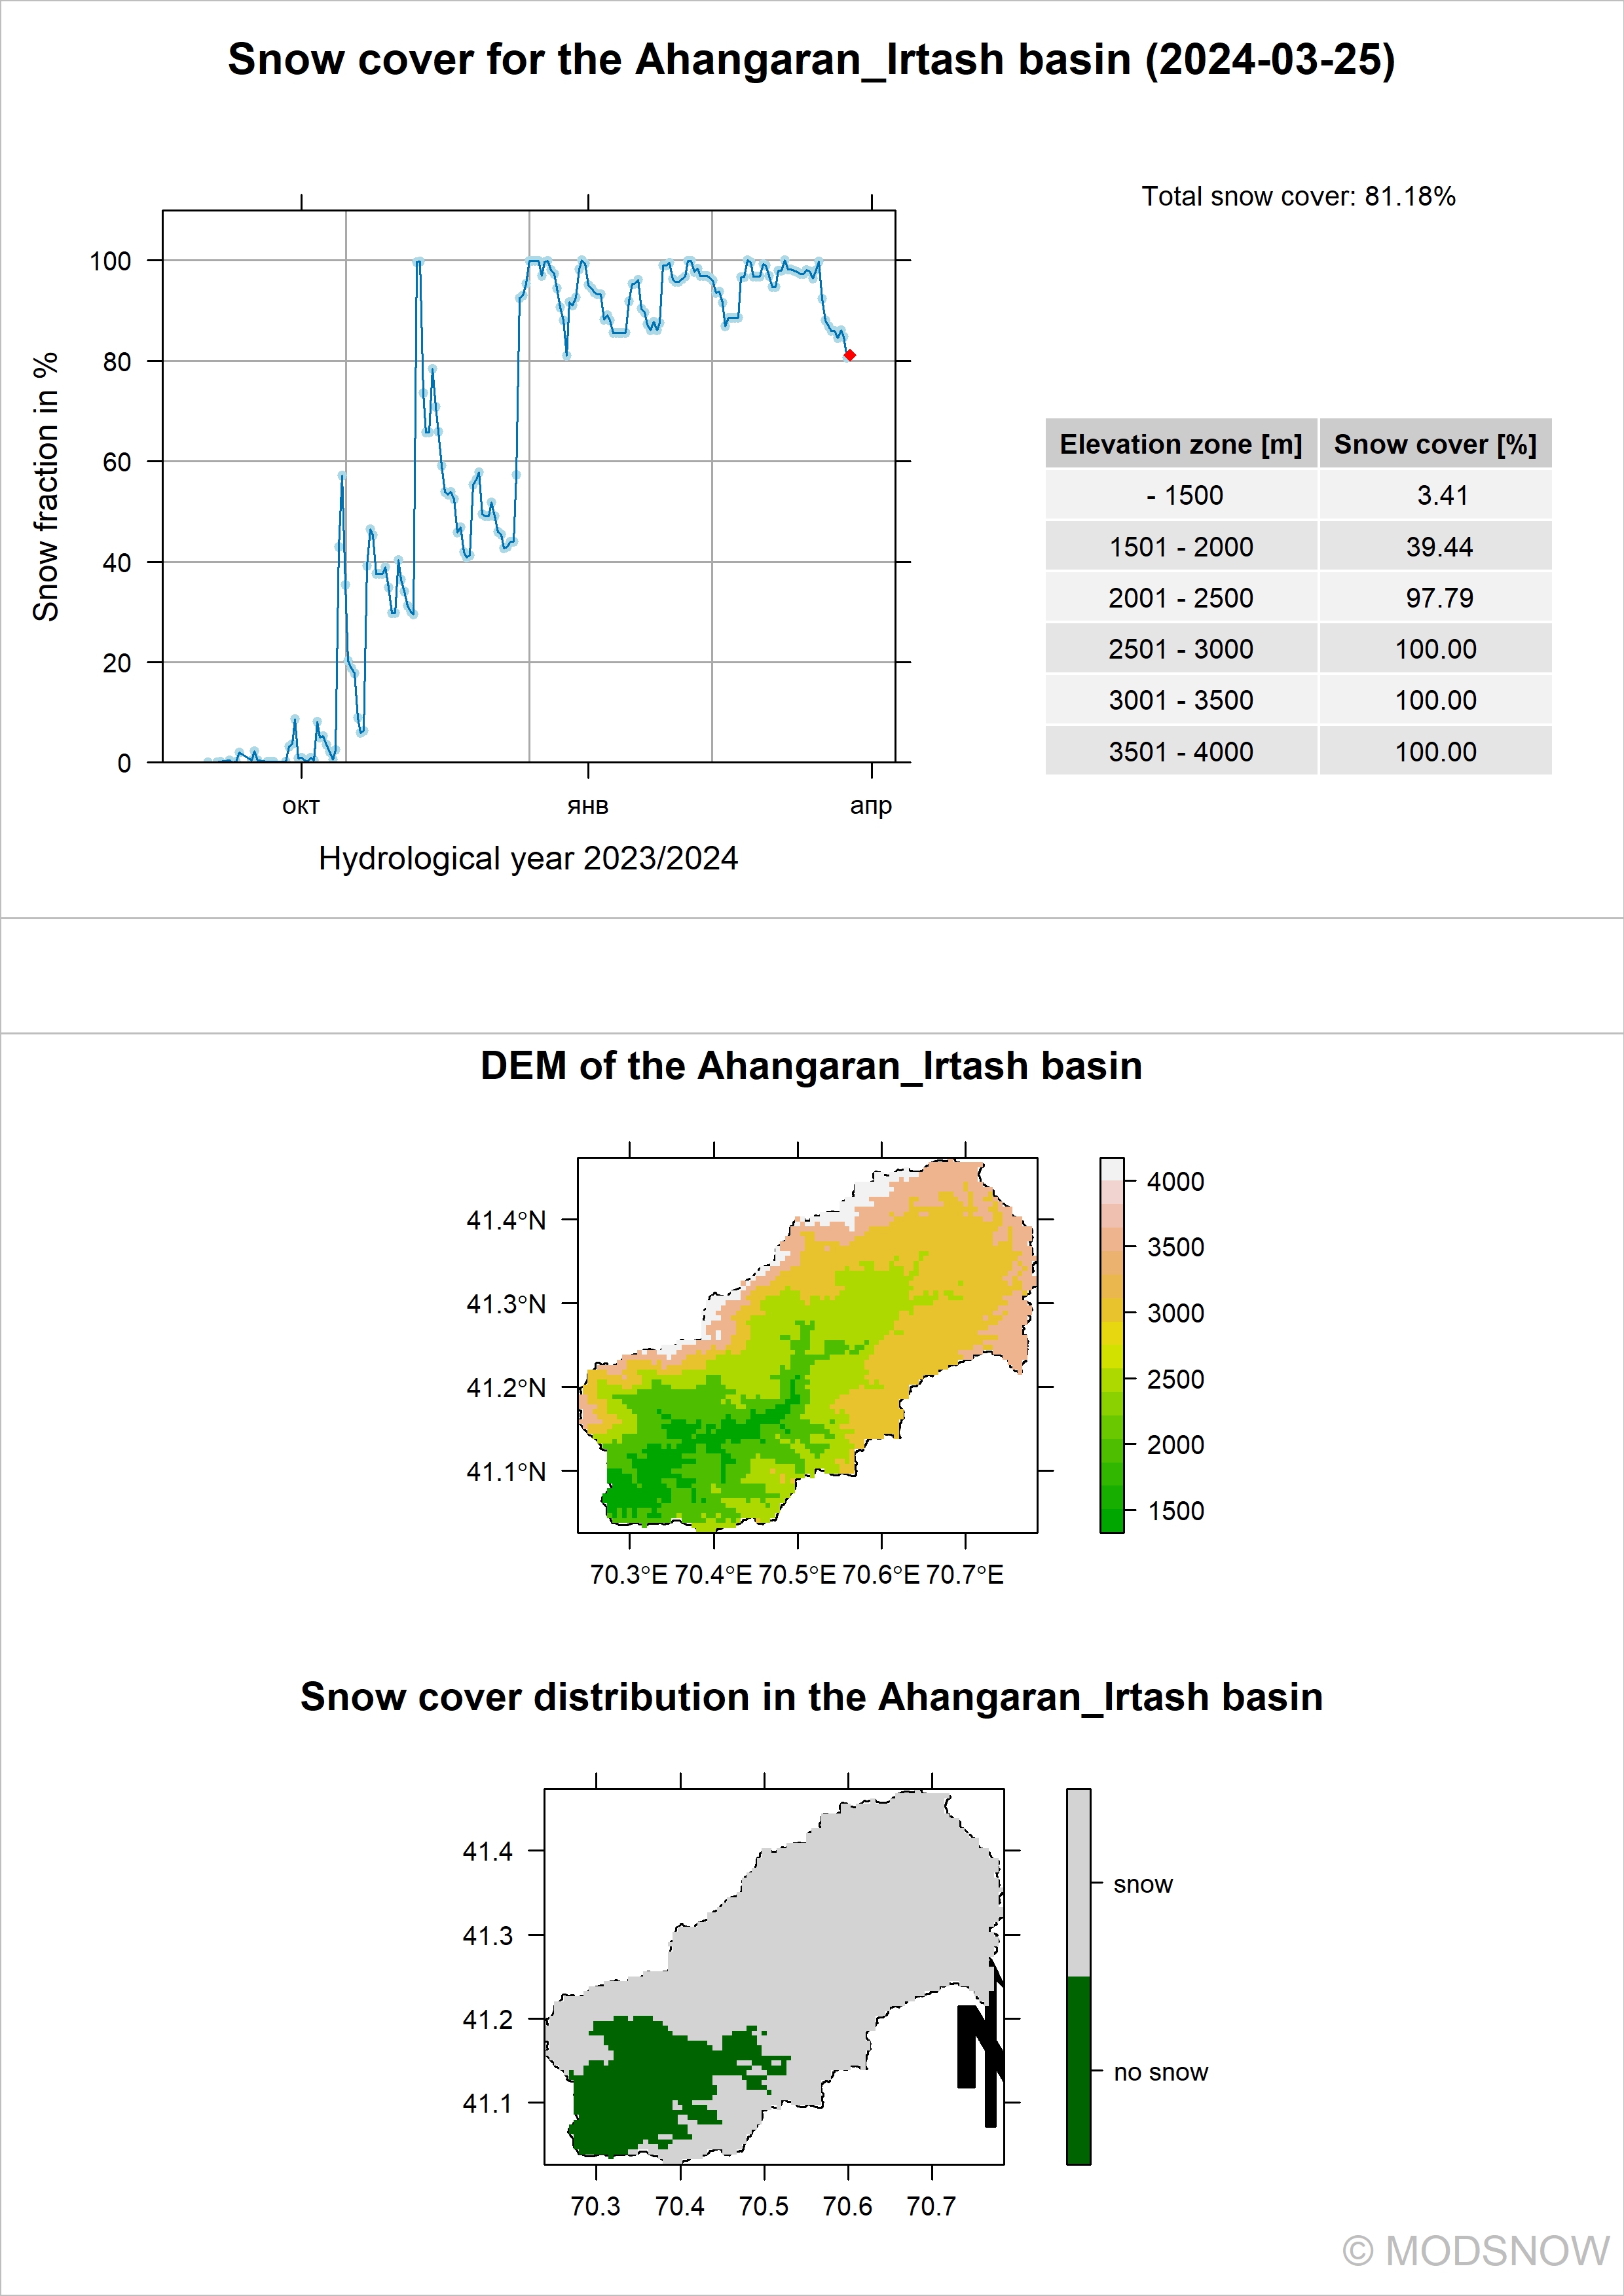 Snow cover for the Ahangaran_Irtash basin (2024-03-25)
Total snow cover: 81.18%
Snow fraction in %
100
80
60
40
20
0
окт янв апр
Hydrological year 2023/2024
Elevation zone [m] Snow cover [%]
- 1500 3.41
1501 - 2000 39.44
2001 - 2500 97.79
2501 - 3000 100.00
3001 - 3500 100.00
3501 - 4000 100.00
DEM of the Ahangaran_Irtash basin
41.4°N
41.3°N
41.2°N
41.1°N
70.3°E 70.4°E 70.5°E 70.6°E 70.7°E
4000
3500
3000
2500
2000
1500
Snow cover distribution in the Ahangaran_Irtash basin
41.4
41.3
41.2
41.1
70.3 70.4 70.5 70.6 70.7
N
snow
no snow
© MODSNOW